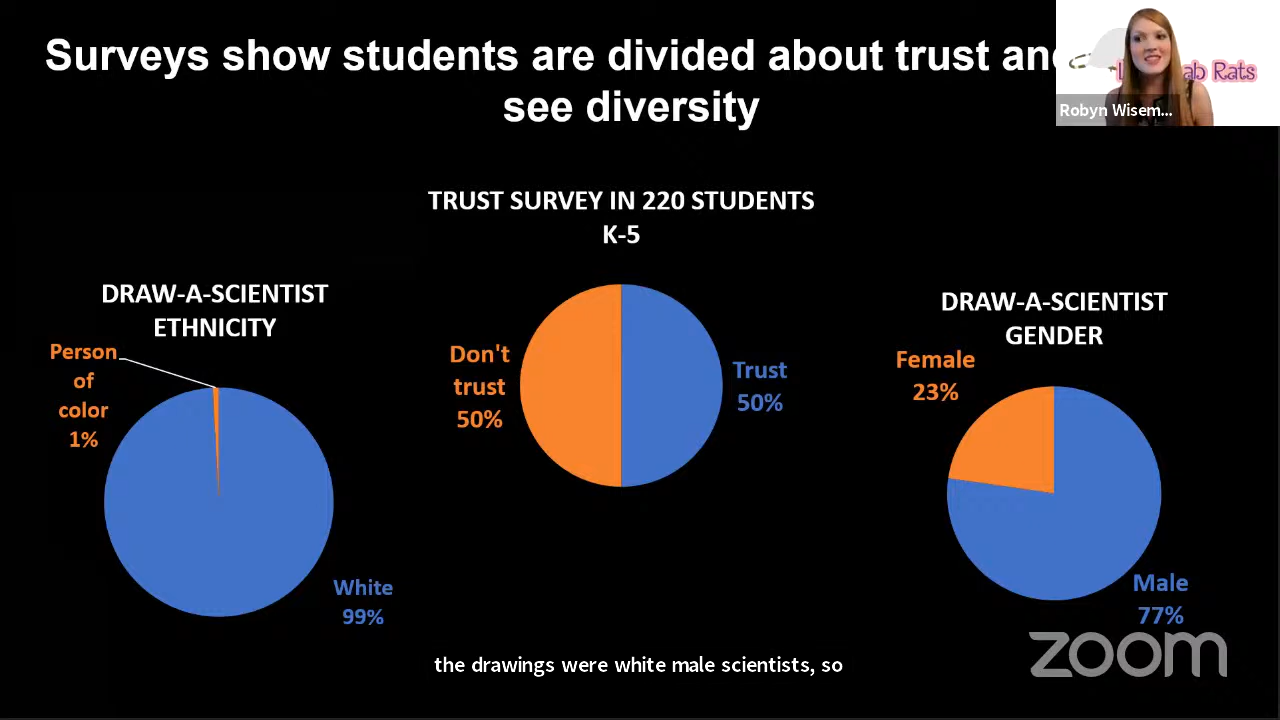 Surveys show students are divided about trust and
see diversity
ab Rats
Robyn Wisem...
TRUST SURVEY IN 220 STUDENTS
K-5
DRAW-A-SCIENTIST
ETHNICITY
Person
of
color
1%
White
99%
Don't
trust
50%
Trust
50%
DRAW-A-SCIENTIST
GENDER
Female
23%
Male
77%
the drawings were white male scientists, so
zoom